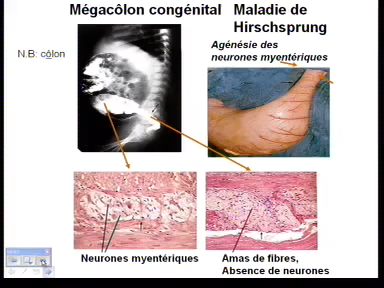 Mégacôlon congénital Maladie de
Hirschsprung
Agénésie des
neurones myentériques
N.B: côlon
Neurones myentériques
Amas de fibres,
Absence de neurones